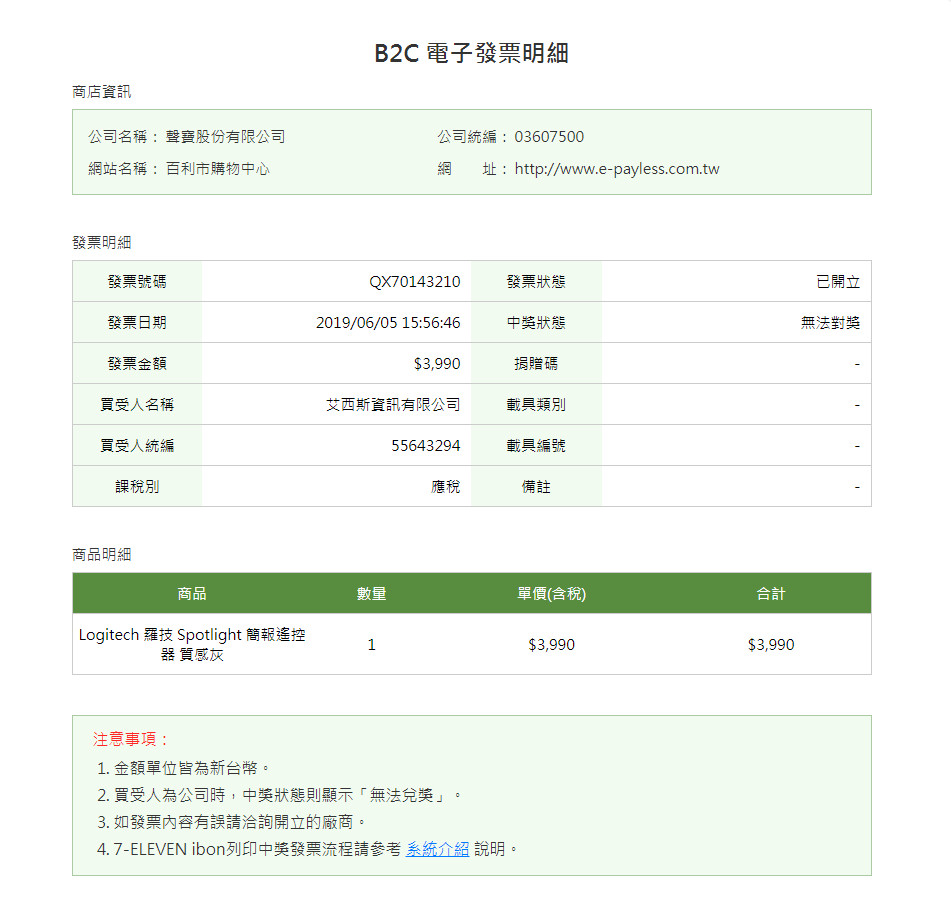 B2C 電子發票明細
商店資訊
公司名稱： 聲寶股份有限公司 公司統編： 03607500
網站名稱： 百利市購物中心 網 址： http://www.e-payless.com.tw
發票明細
發票號碼 QX70143210 發票狀態 已開立
發票日期 2019/06/05 15:56:46 中獎狀態 無法對獎
發票金額 $3,990 捐贈碼 -
買受人名稱 艾西斯資訊有限公司 載具類別 -
買受人統編 55643294 載具編號 -
課稅別 應稅 備註 -
商品明細
商品 數量 單價(含稅) 合計
Logitech 羅技 Spotlight 簡報遙控
器 質感灰 1 $3,990 $3,990
注意事項：
1. 金額單位皆為新台幣。
2. 買受人為公司時，中獎狀態則顯示「無法兌獎」。
3. 如發票內容有誤請洽詢開立的廠商。
4. 7-ELEVEN ibon列印中獎發票流程請參考 系統介紹 說明。